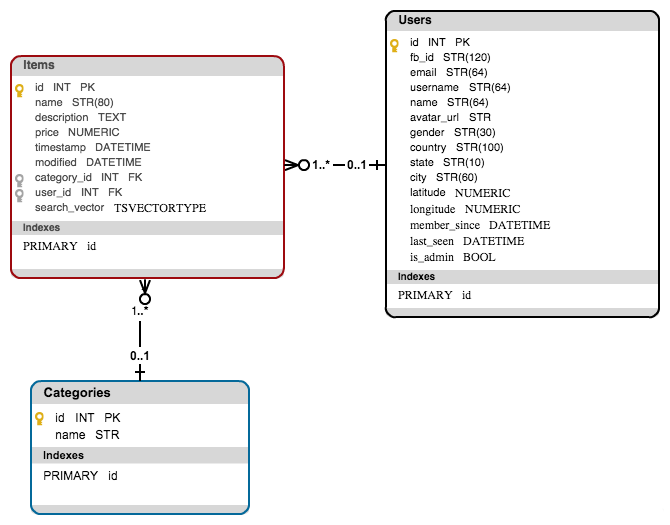 Users
id INT PK
fb_id STR(120)
email STR(64)
username STR(64)
name STR(64)
avatar_url STR
gender STR(30)
country STR(100)
state STR(10)
city STR(60)
latitude NUMERIC
longitude NUMERIC
member_since DATETIME
last_seen DATETIME
is_admin BOOL
Indexes
PRIMARY id
Items
id INT PK
name STR(80)
description TEXT
price NUMERIC
timestamp DATETIME
modified DATETIME
category_id INT FK
user_id INT FK
search_vector TSVECTORTYPE
Indexes
PRIMARY id
1..* 0..1
1..*
0..1
Categories
id INT PK
name STR
Indexes
PRIMARY id